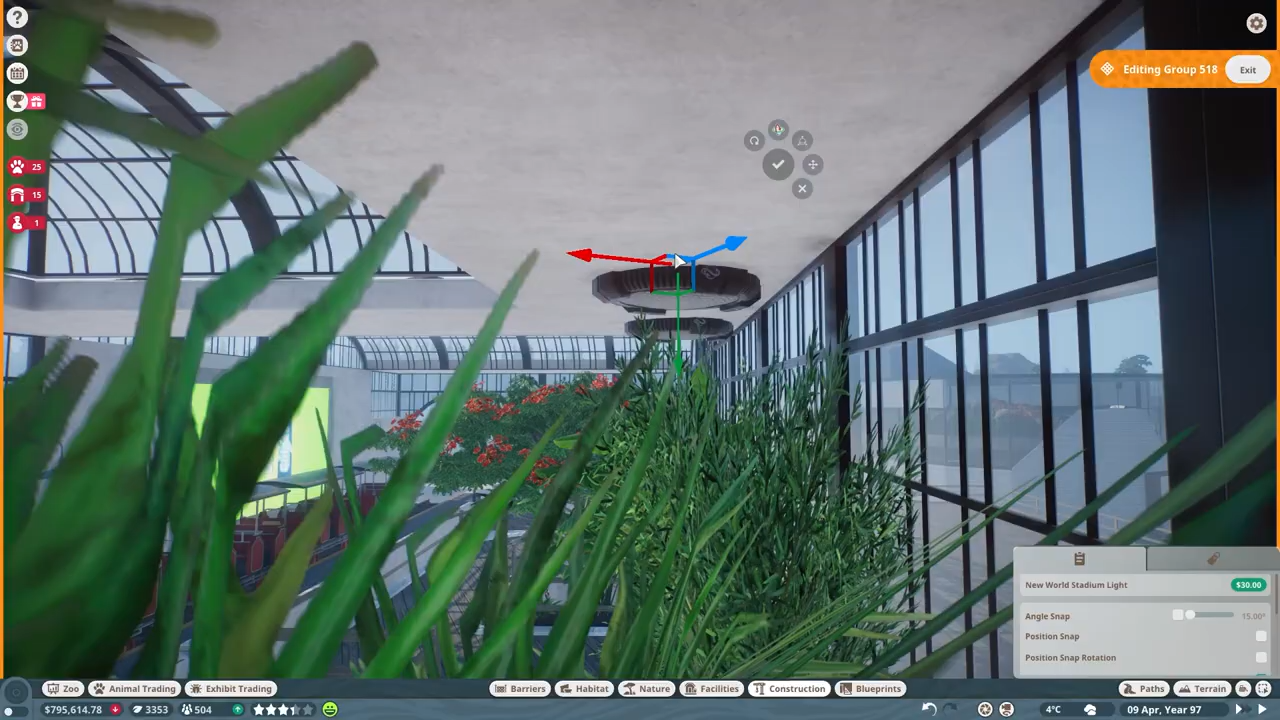 ?
Editing Group 518
Exit
25
15
1
New World Stadium Light
$30.00
Angle Snap
15.00°
Position Snap
Position Snap Rotation
Zoo
Animal Trading
Exhibit Trading
Barriers
Habitat
Nature
Facilities
Construction
Blueprints
Paths
Terrain
$795,614.78
3353
504
4°C
09 Apr, Year 97